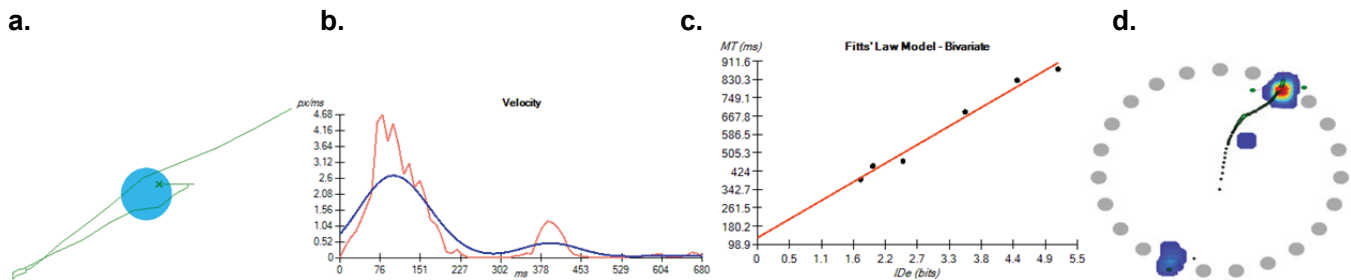 a.
b.
c.
d.
px/ms
Velocity
4.68
4.16
3.64
3.12
2.6
2.08
1.56
1.04
0.52
0
0 76 151 227 302 378 453 529 604 680
ms
MT (ms)
Fitts' Law Model - Bivariate
911.6
830.3
749.1
667.8
586.5
505.3
424
342.7
261.5
180.2
98.9
0 0.5 1.1 1.6 2.2 2.7 3.3 3.8 4.4 4.9 5.5
IDe (bits)